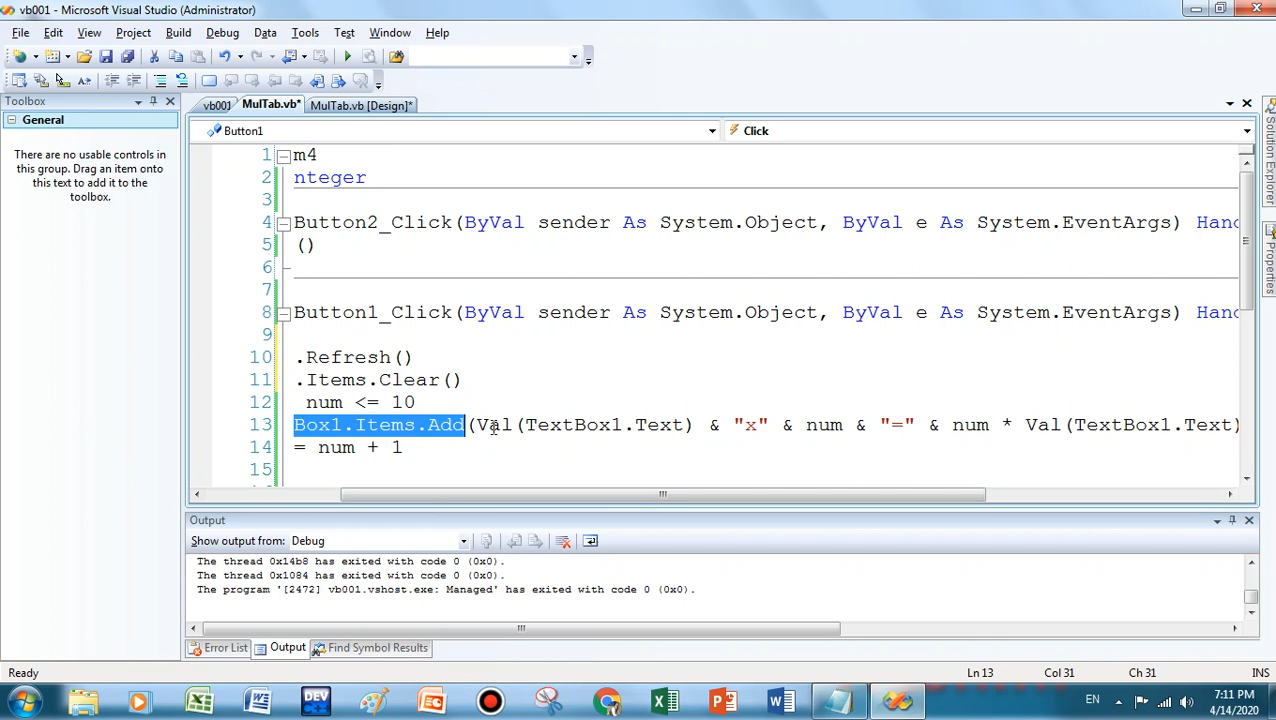 vb001 - Microsoft Visual Studio (Administrator)
File Edit View Project Build Debug Data Tools Test Window Help
Toolbox
General
There are no usable controls in
this group. Drag an item onto
this text to add it to the
toolbox.
vb001 MulTab.vb* MulTab.vb [Design]*
Button1 Click
1 m4
2 nteger
3
4 Button2_Click(ByVal sender As System.Object, ByVal e As System.EventArgs) Hand
5 ()
6
7
8 Button1_Click(ByVal sender As System.Object, ByVal e As System.EventArgs) Hand
9
10 .Refresh()
11 .Items.Clear()
12 num <= 10
13 Box1.Items.Add(Val(TextBox1.Text) & "x" & num & "=" & num * Val(TextBox1.Text)
14 = num + 1
15
Solution Explorer
Properties
Output
Show output from: Debug
The thread 0x14b8 has exited with code 0 (0x0).
The thread 0x1084 has exited with code 0 (0x0).
The program '[2472] vb001.vshost.exe: Managed' has exited with code 0 (0x0).
Error List Output Find Symbol Results
Ready Ln 13 Col 31 Ch 31 INS
DEV
EN 7:11 PM
4/14/2020